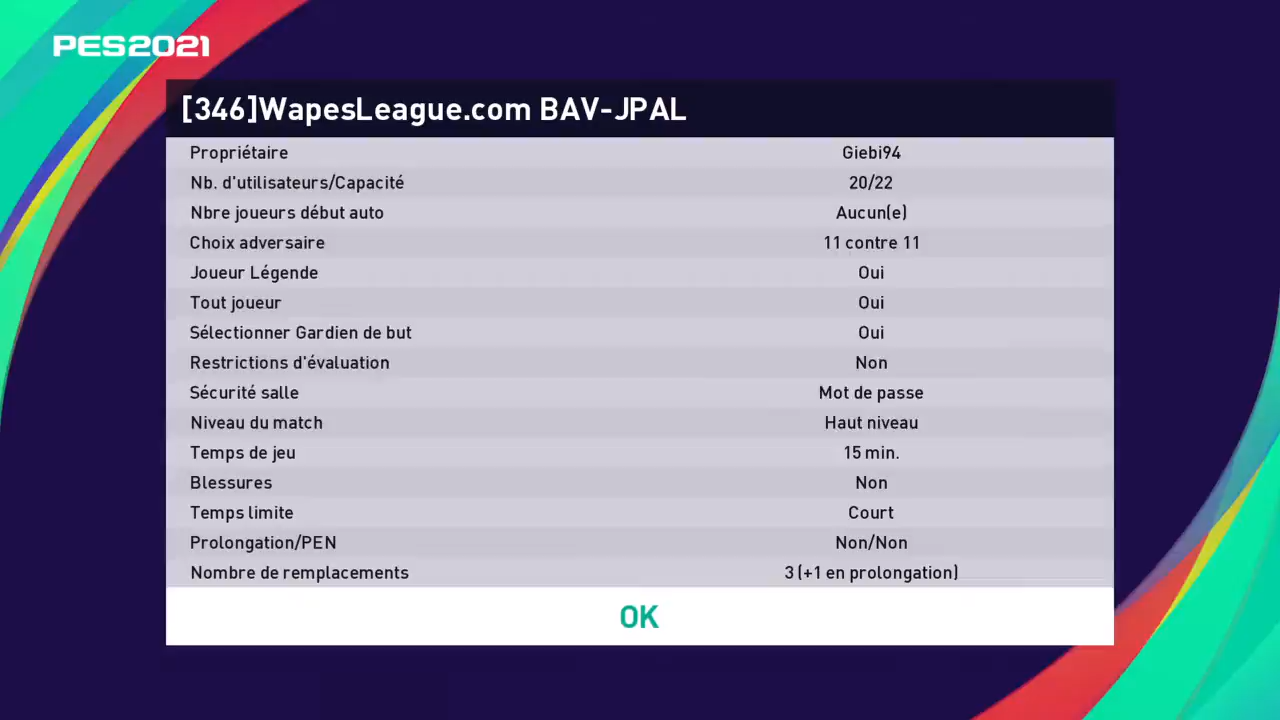 PES2021
[346]WapesLeague.com BAV-JPAL
Propriétaire Giebi94
Nb. d'utilisateurs/Capacité 20/22
Nbre joueurs début auto Aucun(e)
Choix adversaire 11 contre 11
Joueur Légende Oui
Tout joueur Oui
Sélectionner Gardien de but Oui
Restrictions d'évaluation Non
Sécurité salle Mot de passe
Niveau du match Haut niveau
Temps de jeu 15 min.
Blessures Non
Temps limite Court
Prolongation/PEN Non/Non
Nombre de remplacements 3 (+1 en prolongation)
OK